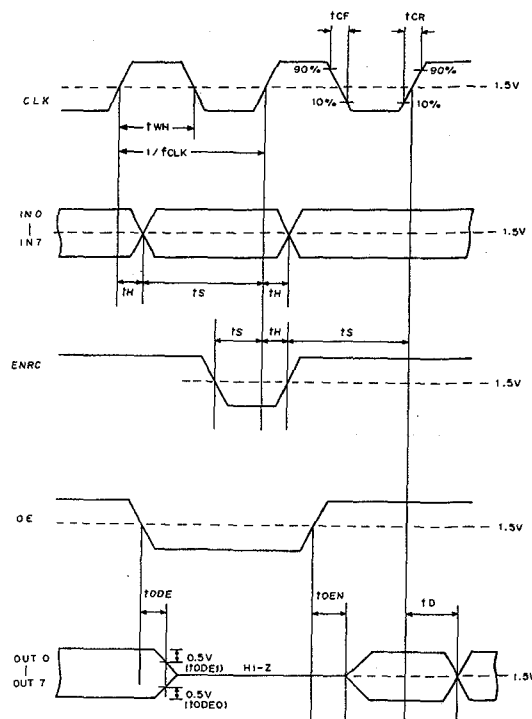 tCF tCR
90% 90%
10% 10%
1.5V
CLK
tWH
1/fCLK
IN0
|
IN7
1.5V
tH tS tH
tS tH tS
ENRC
1.5V
OE
1.5V
tODE tOEN tD
0.5V
(tODE1)
Hi-Z
OUT 0
|
OUT 7
0.5V
(tODE0)
1.5V